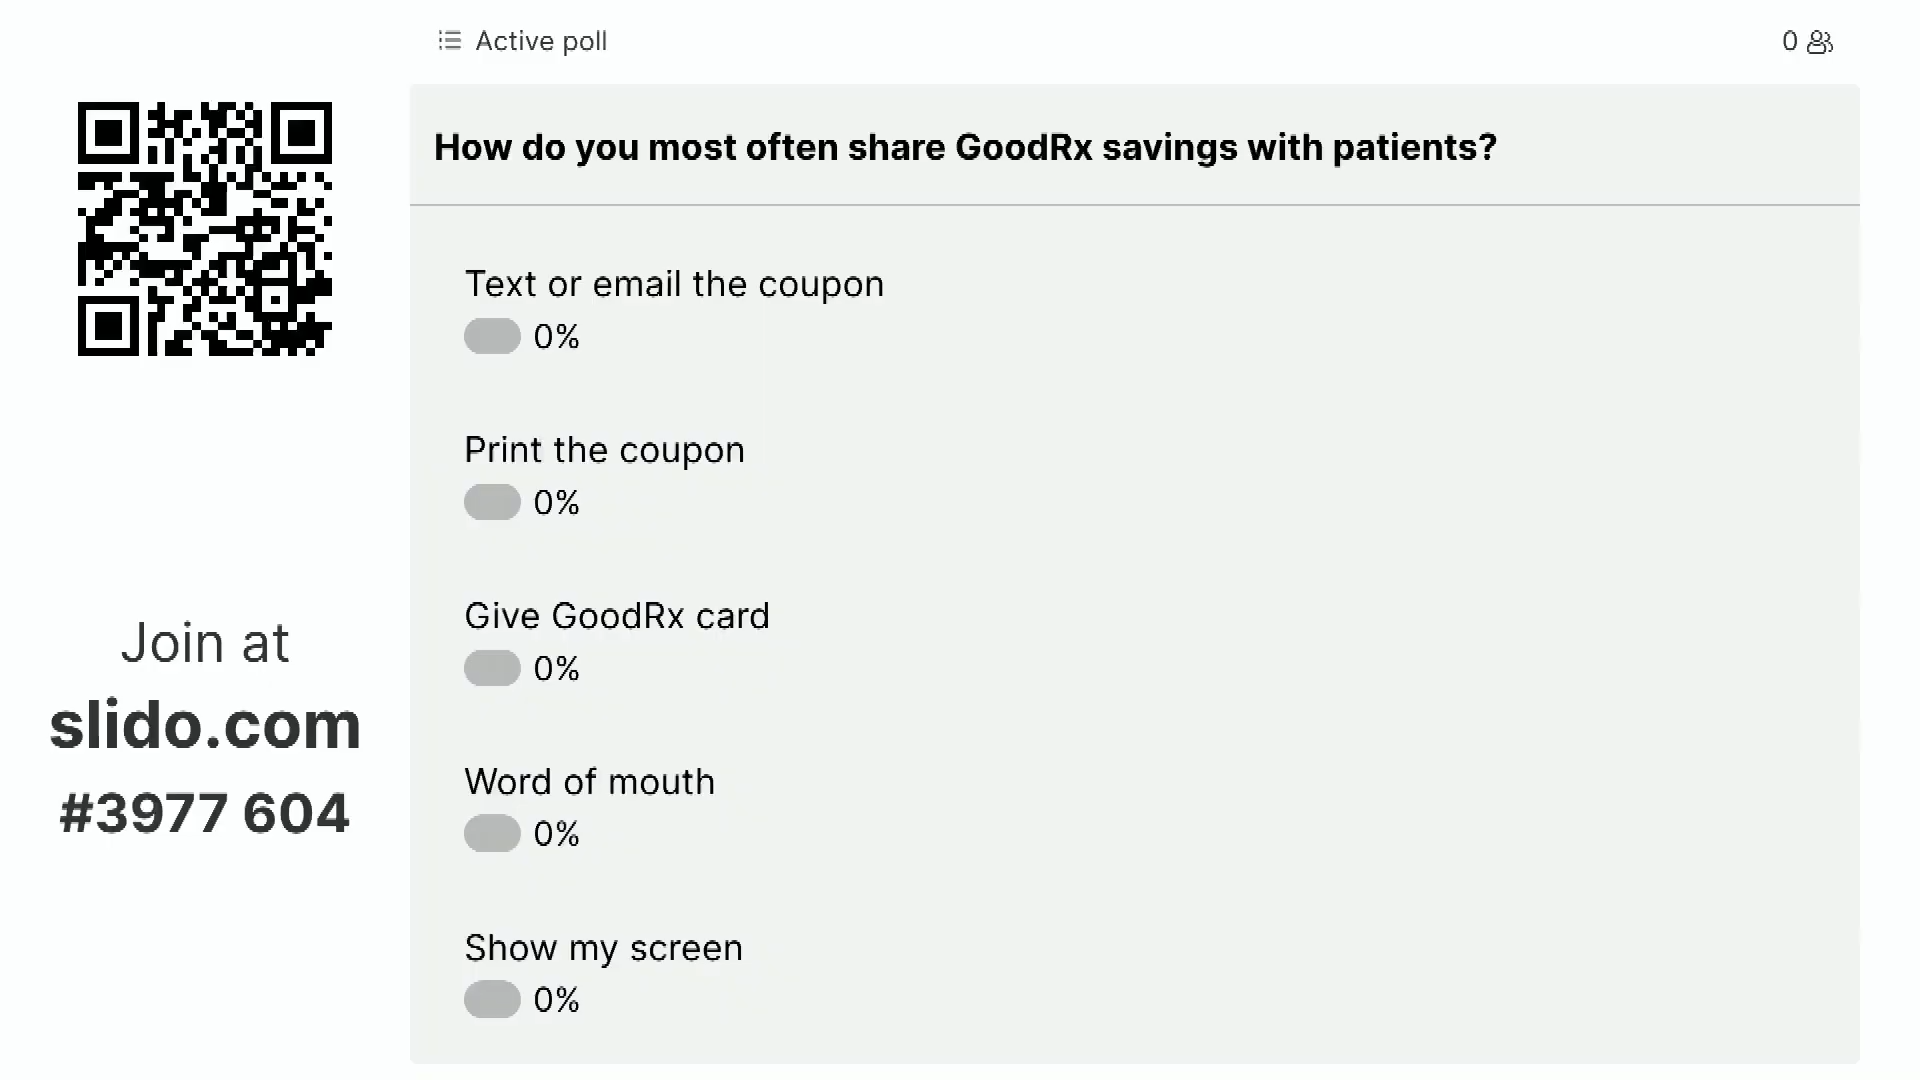 Active poll
0
How do you most often share GoodRx savings with patients?
Text or email the coupon
0%
Print the coupon
0%
Give GoodRx card
0%
Word of mouth
0%
Show my screen
0%
Join at
slido.com
#3977 604